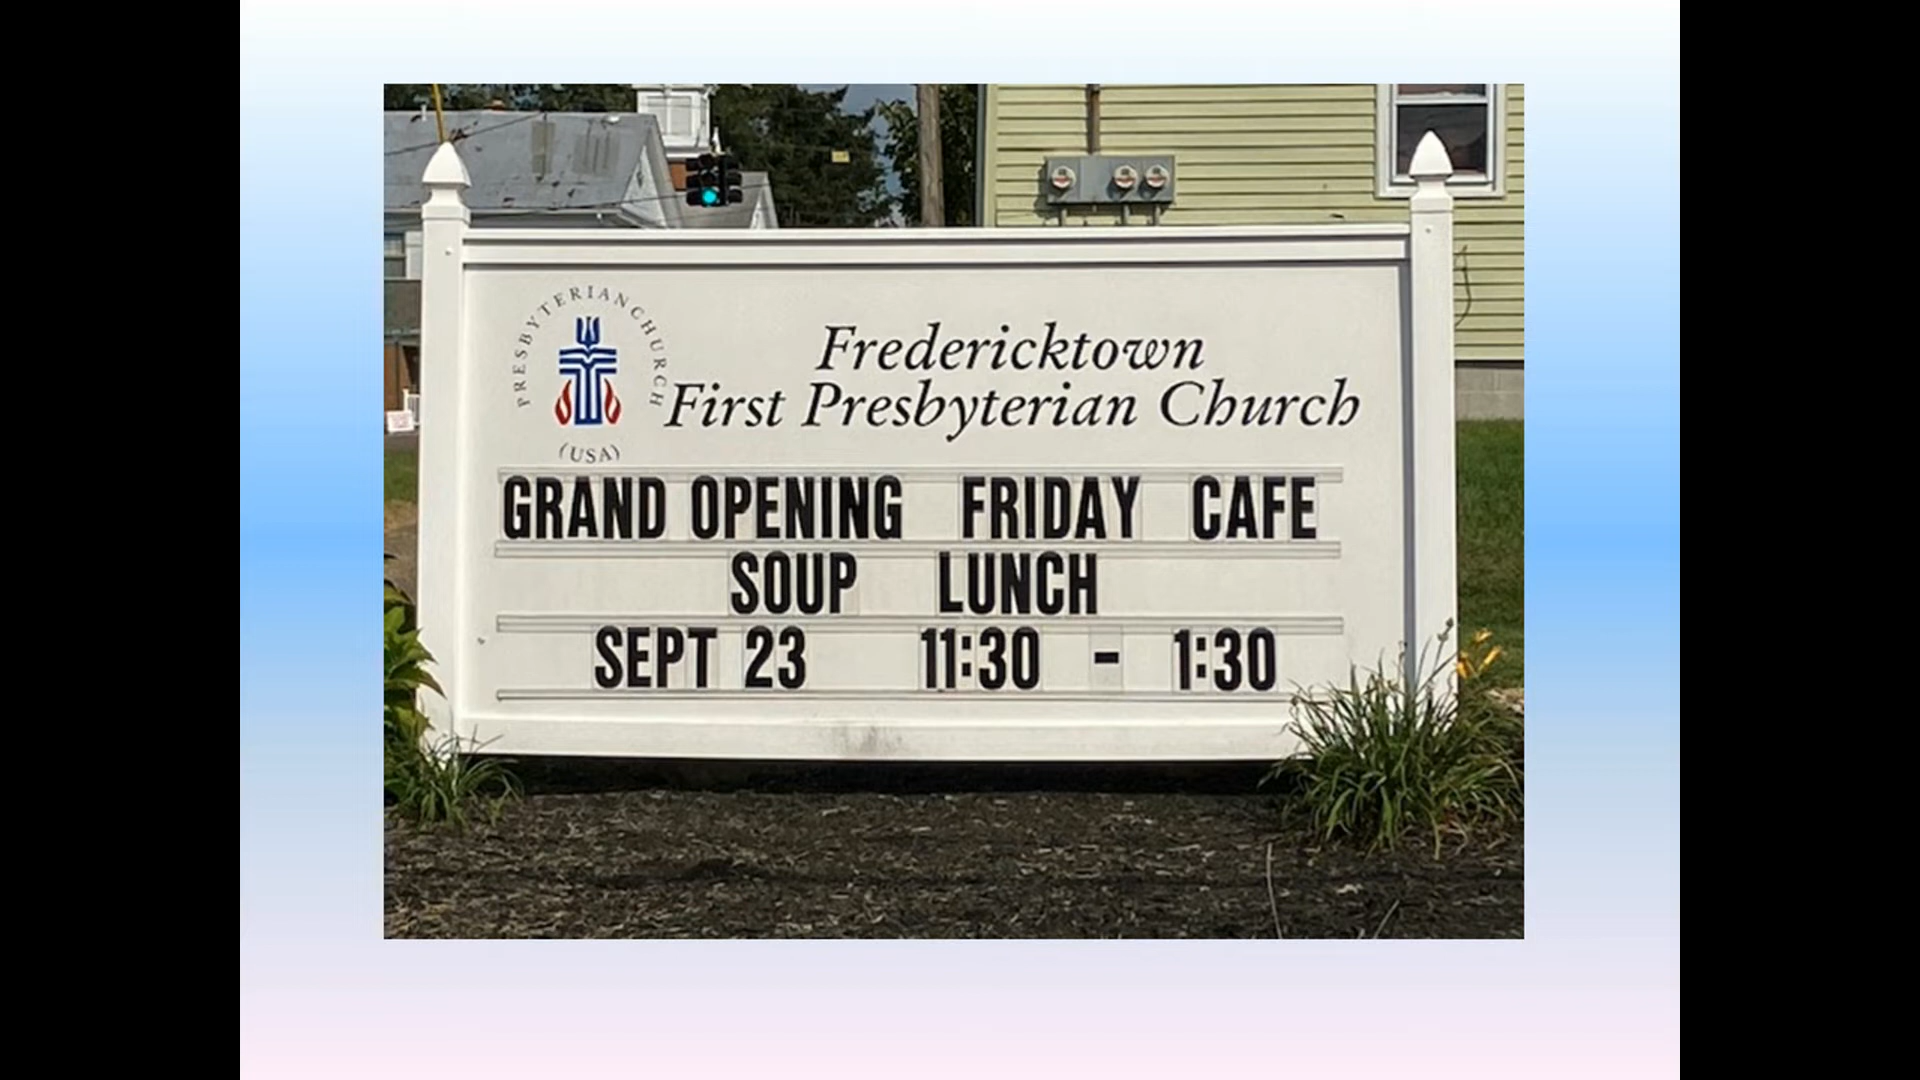 PRESBYTERIAN CHURCH
(USA)
Fredericktown
First Presbyterian Church
GRAND OPENING FRIDAY CAFE
SOUP LUNCH
SEPT 23 11:30 - 1:30